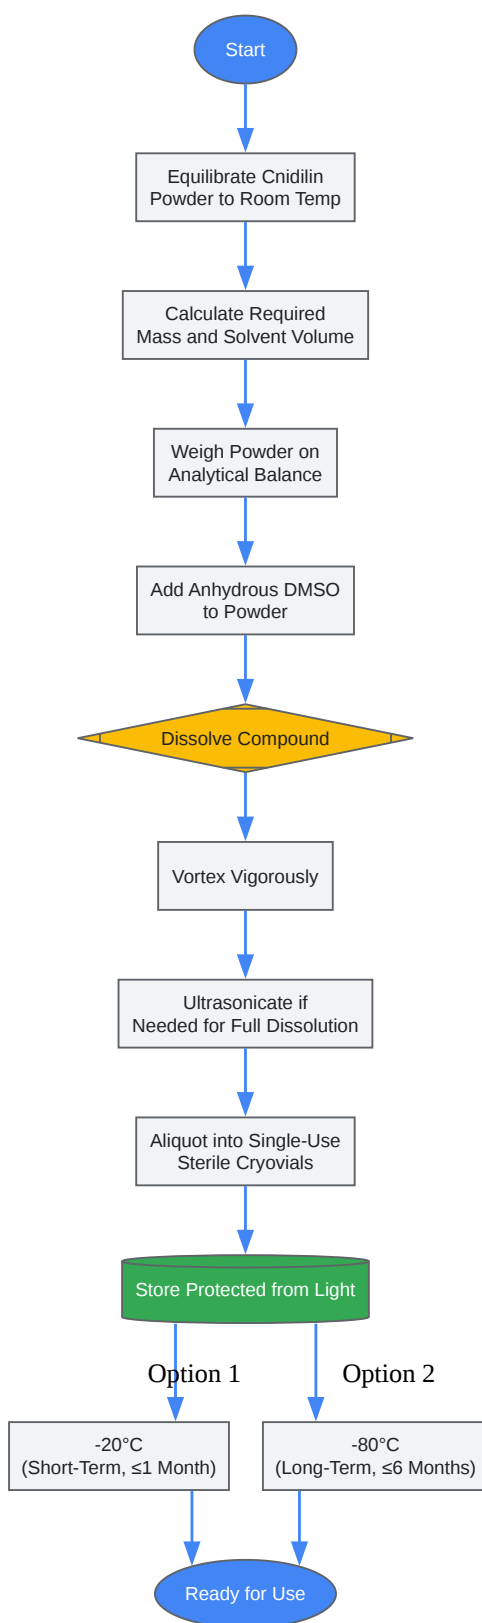 Start
Equilibrate Cnidilin
Powder to Room Temp
Calculate Required
Mass and Solvent Volume
Weigh Powder on
Analytical Balance
Add Anhydrous DMSO
to Powder
Dissolve Compound
Vortex Vigorously
Ultrasonicate if
Needed for Full Dissolution
Aliquot into Single-Use
Sterile Cryovials
Store Protected from Light
Option 1
Option 2
-20°C
(Short-Term, ≤1 Month)
-80°C
(Long-Term, ≤6 Months)
Ready for Use